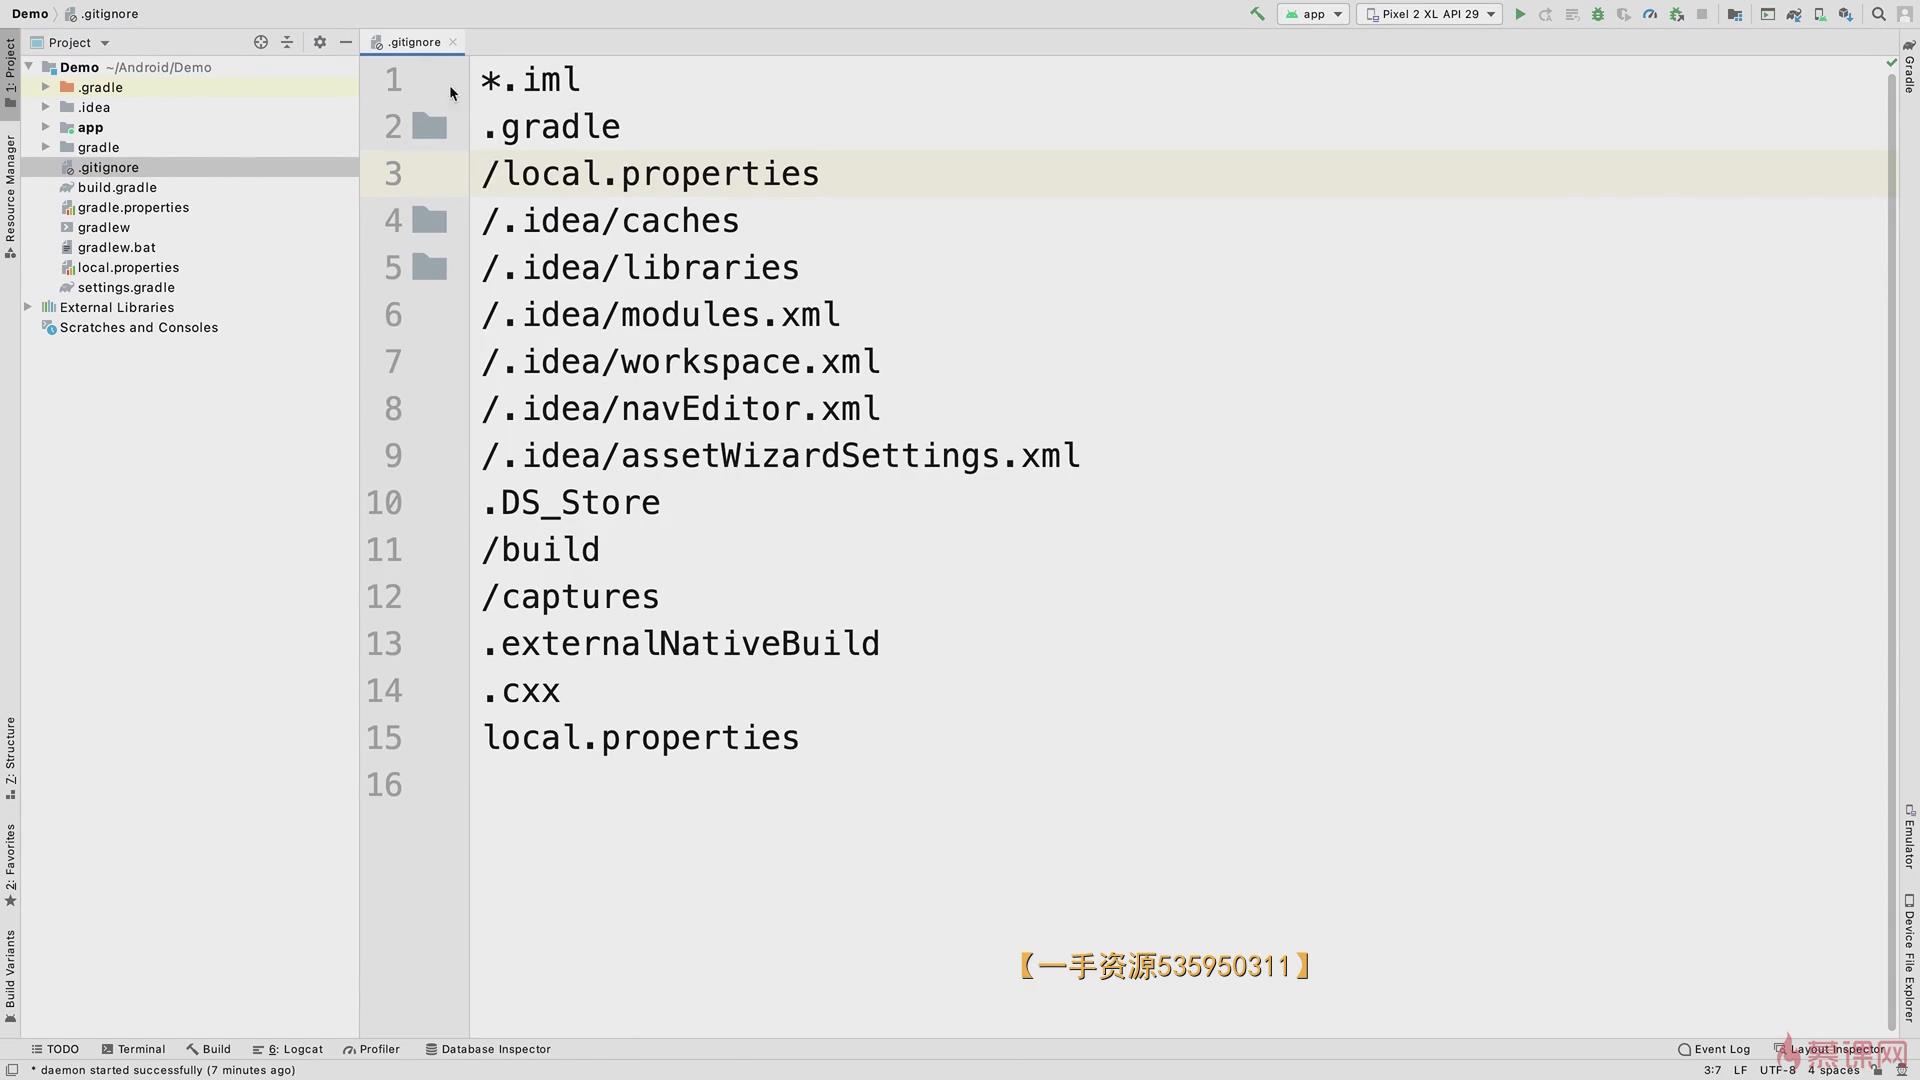 Demo
.gitignore
app
Pixel 2 XL API 29
Project
.gitignore
Demo ~/Android/Demo
.gradle
.idea
app
gradle
.gitignore
build.gradle
gradle.properties
gradlew
gradlew.bat
local.properties
settings.gradle
External Libraries
Scratches and Consoles
1: Project
Resource Manager
7: Structure
2: Favorites
Build Variants
1 *.iml
2 .gradle
3 /local.properties
4 /.idea/caches
5 /.idea/libraries
6 /.idea/modules.xml
7 /.idea/workspace.xml
8 /.idea/navEditor.xml
9 /.idea/assetWizardSettings.xml
10 .DS_Store
11 /build
12 /captures
13 .externalNativeBuild
14 .cxx
15 local.properties
16
【一手资源535950311】
Gradle
Emulator
Device File Explorer
TODO
Terminal
Build
6: Logcat
Profiler
Database Inspector
Event Log
Layout Inspector
慕课网
* daemon started successfully (7 minutes ago)
3:7 LF UTF-8 4 spaces